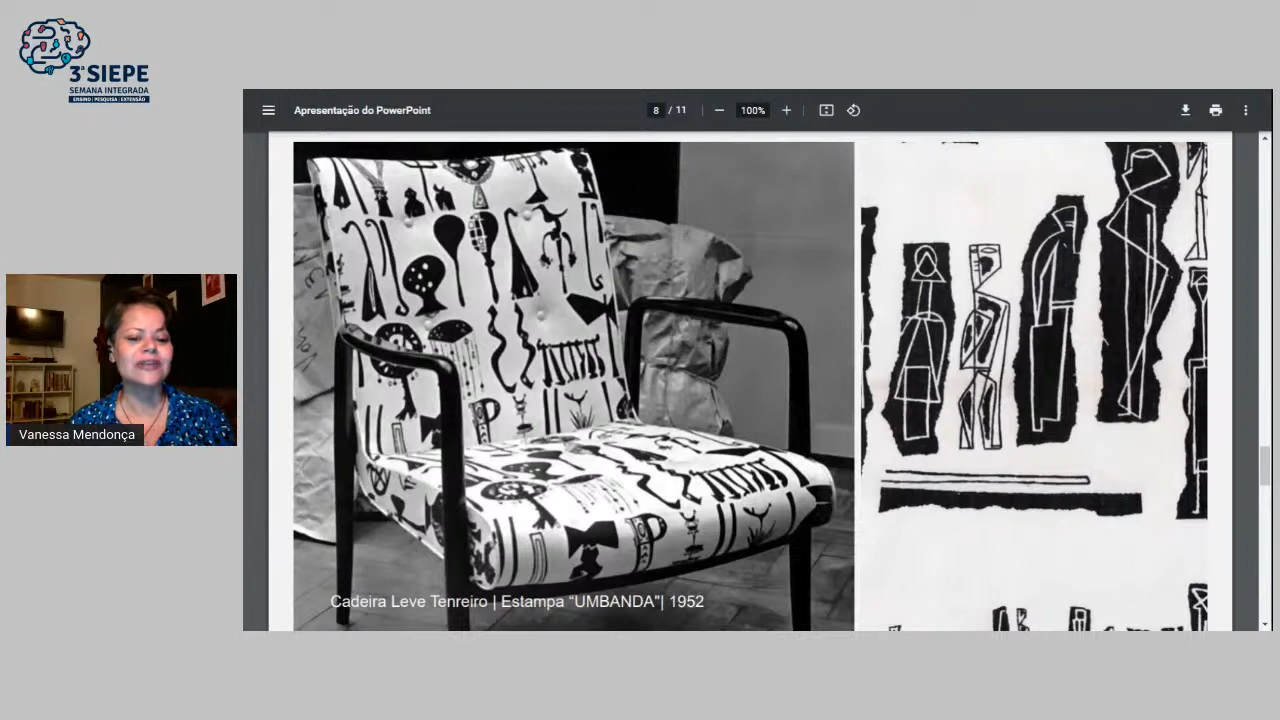 3ª SIEPE
SEMANA INTEGRADA
ENSINO | PESQUISA | EXTENSÃO
Apresentação do PowerPoint
8 / 11
100%
Vanessa Mendonça
Cadeira Leve Tenreiro | Estampa “UMBANDA”| 1952